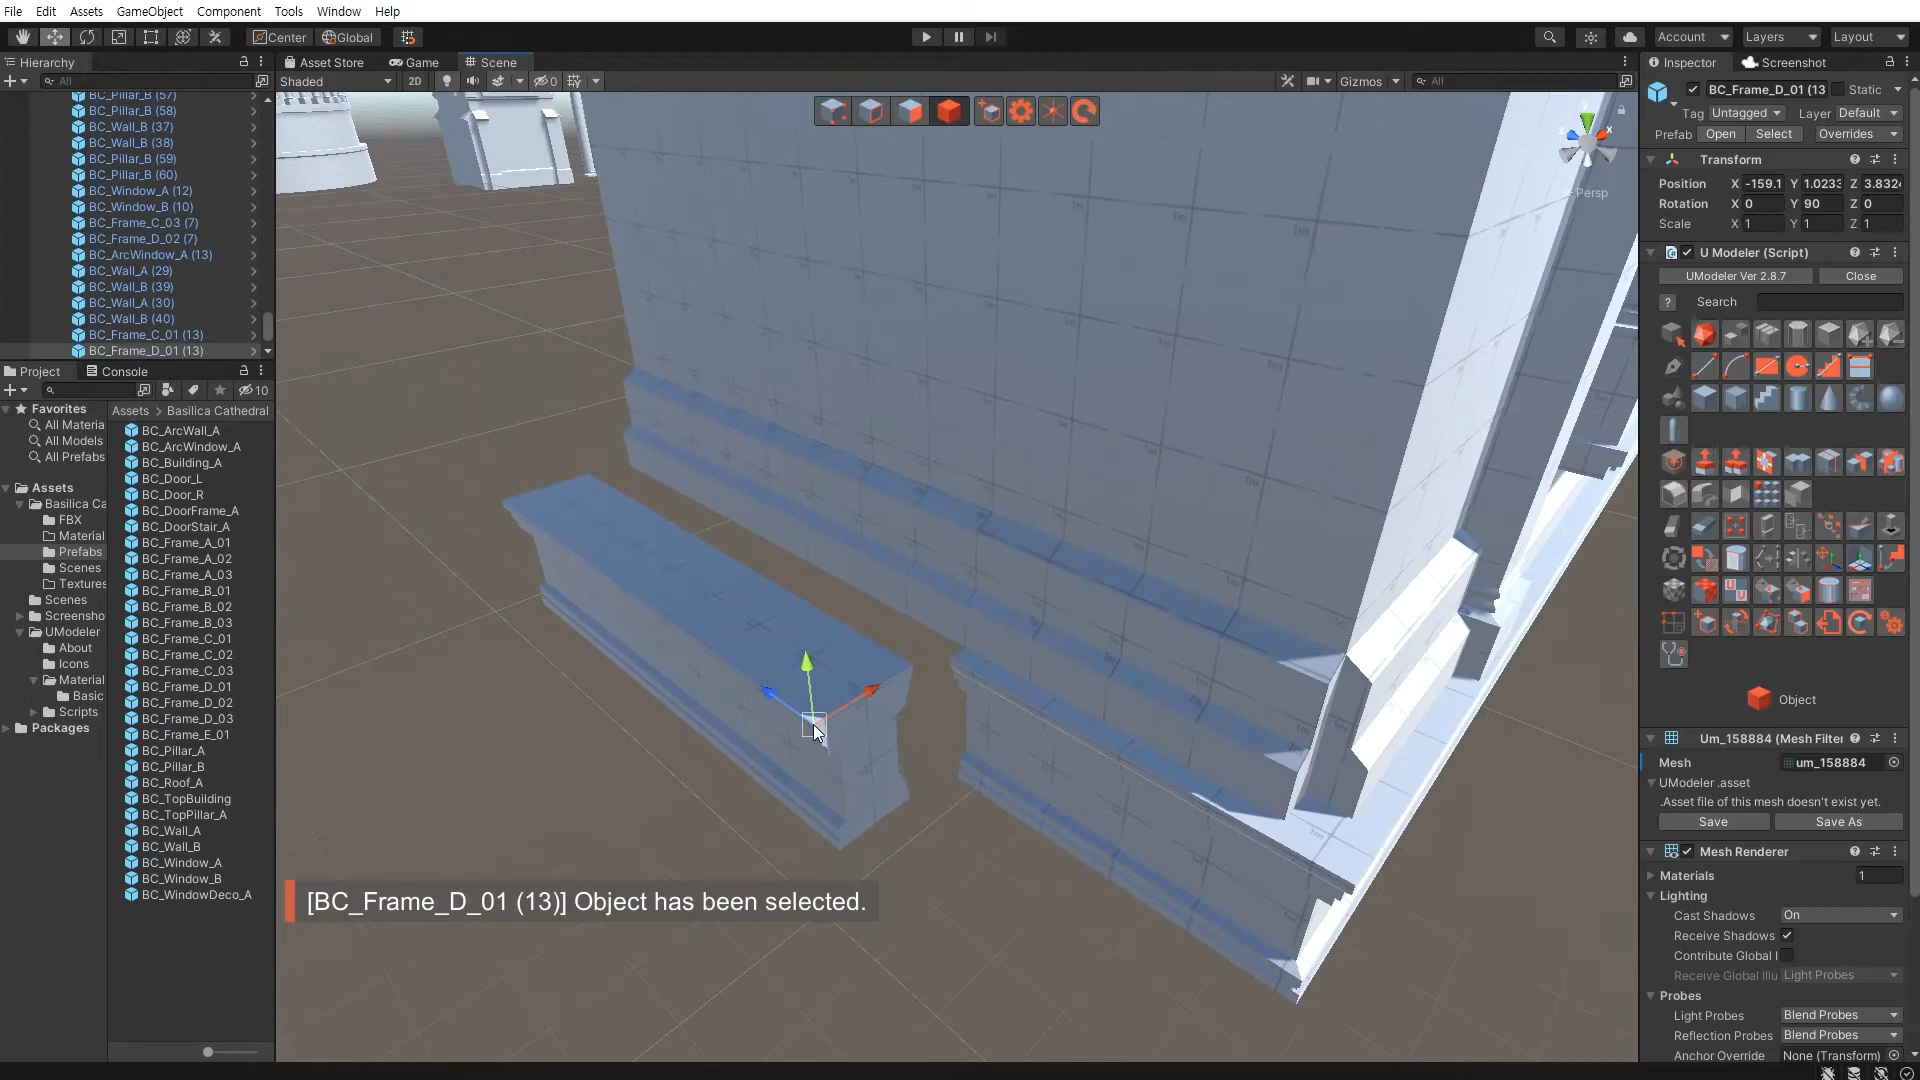 File Edit Assets GameObject Component Tools Window Help
Center Global Account Layers Layout
Hierarchy Asset Store Game Scene Inspector Screenshot
All Shaded 2D 0 Gizmos All
BC_Pillar_B (57)
BC_Pillar_B (58)
BC_Wall_B (37)
BC_Wall_B (38)
BC_Pillar_B (59)
BC_Pillar_B (60)
BC_Window_A (12)
BC_Window_B (10)
BC_Frame_C_03 (7)
BC_Frame_D_02 (7)
BC_ArcWindow_A (13)
BC_Wall_A (29)
BC_Wall_B (39)
BC_Wall_A (30)
BC_Wall_B (40)
BC_Frame_C_01 (13)
BC_Frame_D_01 (13)
Project Console
10
Favorites
All Materia
All Models
All Prefabs
Assets
Basilica Ca
FBX
Material
Prefabs
Scenes
Textures
Scenes
Screensho
UModeler
About
Icons
Material
Basic
Scripts
Packages
Assets > Basilica Cathedral
BC_ArcWall_A
BC_ArcWindow_A
BC_Building_A
BC_Door_L
BC_Door_R
BC_DoorFrame_A
BC_DoorStair_A
BC_Frame_A_01
BC_Frame_A_02
BC_Frame_A_03
BC_Frame_B_01
BC_Frame_B_02
BC_Frame_B_03
BC_Frame_C_01
BC_Frame_C_02
BC_Frame_C_03
BC_Frame_D_01
BC_Frame_D_02
BC_Frame_D_03
BC_Frame_E_01
BC_Pillar_A
BC_Pillar_B
BC_Roof_A
BC_TopBuilding
BC_TopPillar_A
BC_Wall_A
BC_Wall_B
BC_Window_A
BC_Window_B
BC_WindowDeco_A
Persp
[BC_Frame_D_01 (13)] Object has been selected.
BC_Frame_D_01 (13 Static
Tag Untagged Layer Default
Prefab Open Select Overrides
Transform
Position X -159.1 Y 1.0233 Z 3.8324
Rotation X 0 Y 90 Z 0
Scale X 1 Y 1 Z 1
U Modeler (Script)
UModeler Ver 2.8.7 Close
? Search
Object
Um_158884 (Mesh Filter
Mesh um_158884
UModeler .asset
.Asset file of this mesh doesn't exist yet.
Save Save As
Mesh Renderer
Materials 1
Lighting
Cast Shadows On
Receive Shadows
Contribute Global I
Receive Global Illu Light Probes
Probes
Light Probes Blend Probes
Reflection Probes Blend Probes
Anchor Override None (Transform)